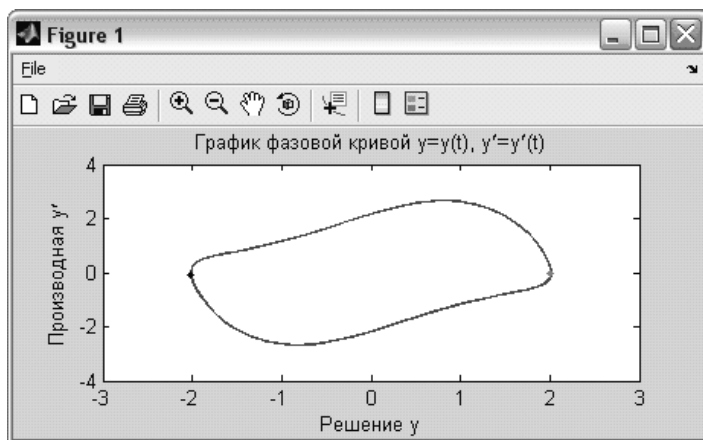 Figure 1
File
График фазовой кривой y=y(t), y'=y'(t)
Производная y'
4
2
0
-2
-4
-3
-2
-1
0
1
2
3
Решение y